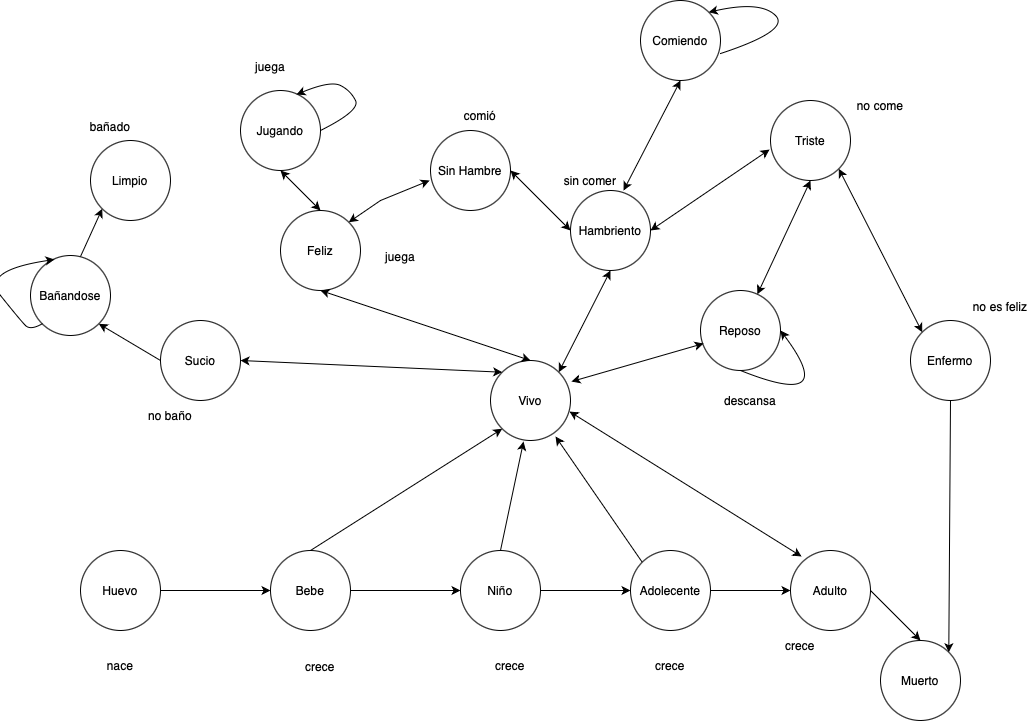 Comiendo
juega
no come
bañado
Jugando
comió
Triste
Limpio
Sin Hambre
sin comer
Hambriento
Feliz
juega
Bañandose
no es feliz
Reposo
Sucio
Enfermo
Vivo
descansa
no baño
Huevo
Bebe
Niño
Adolecente
Adulto
nace
crece
crece
crece
crece
Muerto